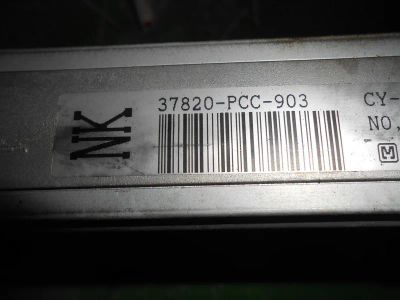 NK
37820-PCC-903
CY-
NO,
M